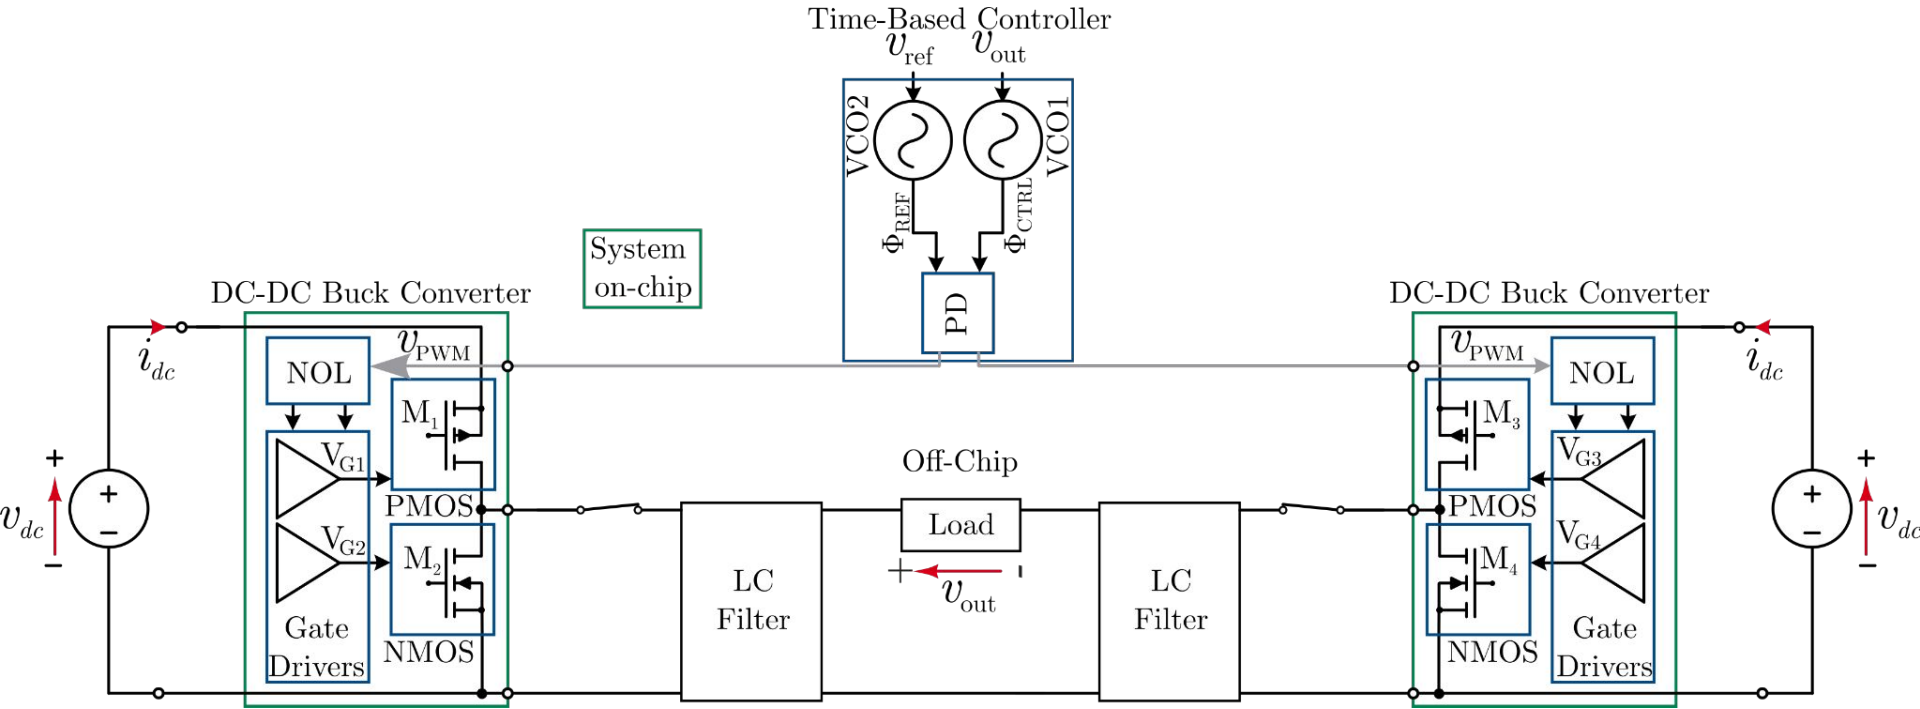 Time-Based Controller
v_ref
v_out
VCO2
VCO1
Φ_REF
Φ_CTRL
PD
System
on-chip
DC-DC Buck Converter
i_dc
v_PWM
NOL
M_1
V_G1
PMOS
V_G2
M_2
NMOS
Gate
Drivers
+
v_dc
−
+
−
LC
Filter
Off-Chip
Load
+
v_out
-
LC
Filter
DC-DC Buck Converter
v_PWM
i_dc
NOL
M_3
V_G3
PMOS
V_G4
M_4
NMOS
Gate
Drivers
+
−
+
v_dc
−